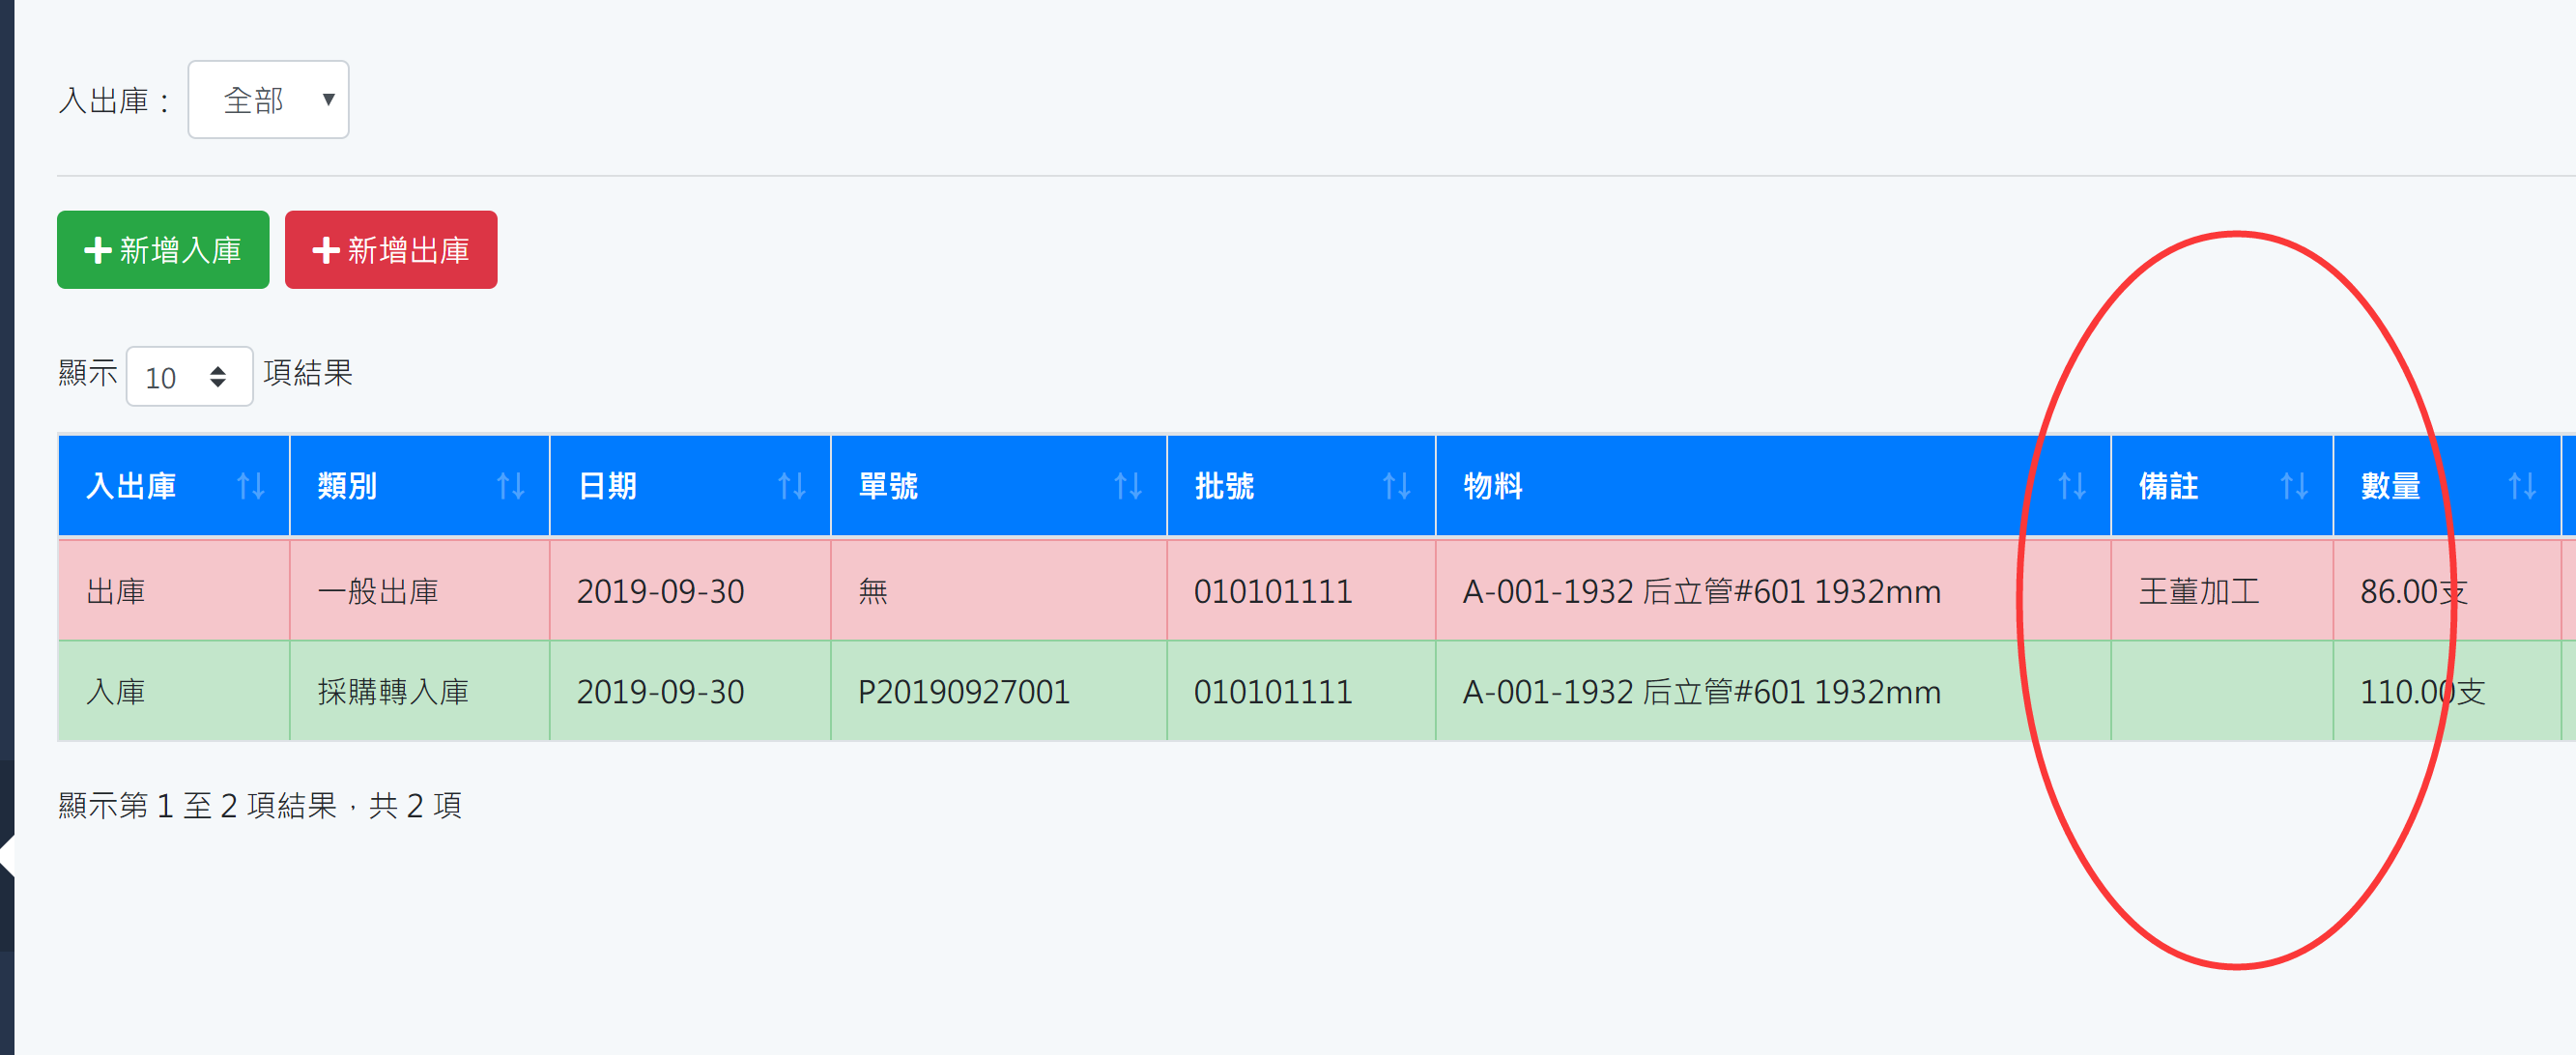 入出庫： 全部
新增入庫 新增出庫
顯示 10 項結果
入出庫 類別 日期 單號 批號 物料 備註 數量
出庫 一般出庫 2019-09-30 無 010101111 A-001-1932 后立管#601 1932mm 王董加工 86.00支
入庫 採購轉入庫 2019-09-30 P20190927001 010101111 A-001-1932 后立管#601 1932mm 110.00支
顯示第 1 至 2 項結果，共 2 項